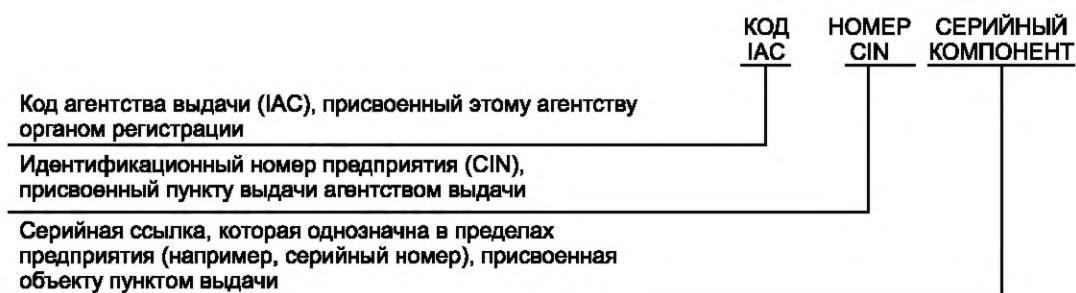 КОД НОМЕР СЕРИЙНЫЙ
IAC CIN КОМПОНЕНТ
Код агентства выдачи (IAC), присвоенный этому агентству
органом регистрации
Идентификационный номер предприятия (CIN),
присвоенный пункту выдачи агентством выдачи
Серийная ссылка, которая однозначна в пределах
предприятия (например, серийный номер), присвоенная
объекту пунктом выдачи